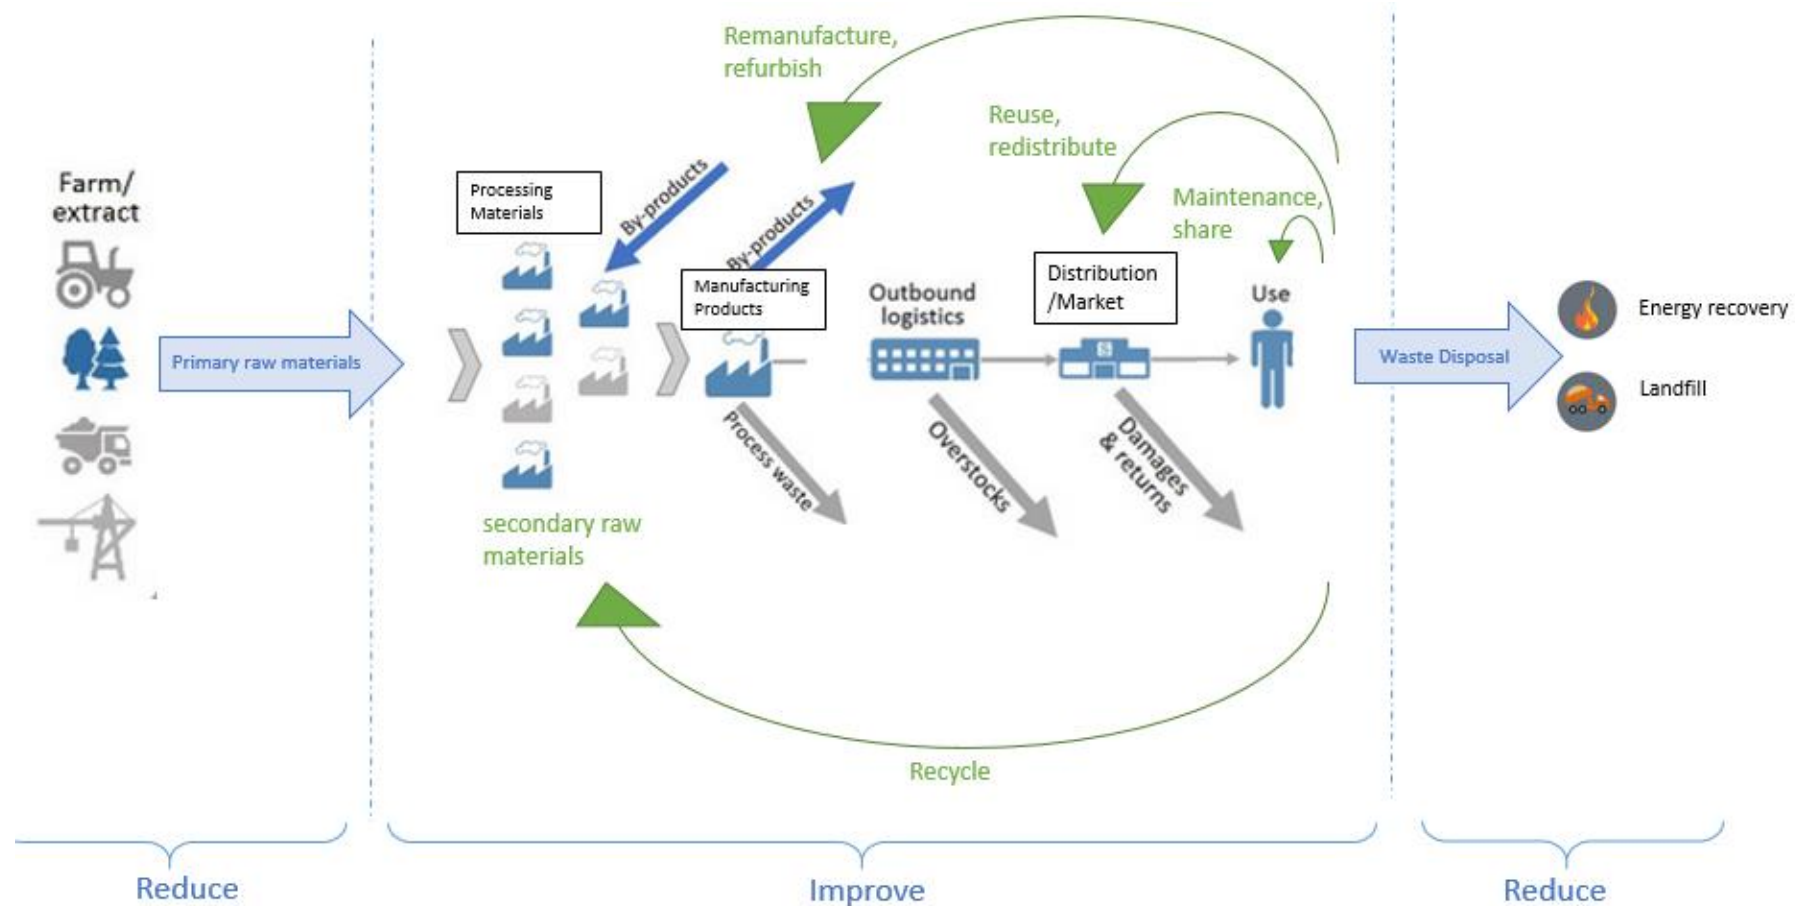 Remanufacture,
refurbish
Reuse,
redistribute
Maintenance,
share
Farm/
extract
Primary raw materials
Processing
Materials
By-products
By-products
Manufacturing
Products
Outbound
logistics
Distribution
/Market
S
Use
Waste Disposal
Energy recovery
Landfill
Process waste
Overstocks
Damages
& returns
secondary raw
materials
Recycle
Reduce
Improve
Reduce